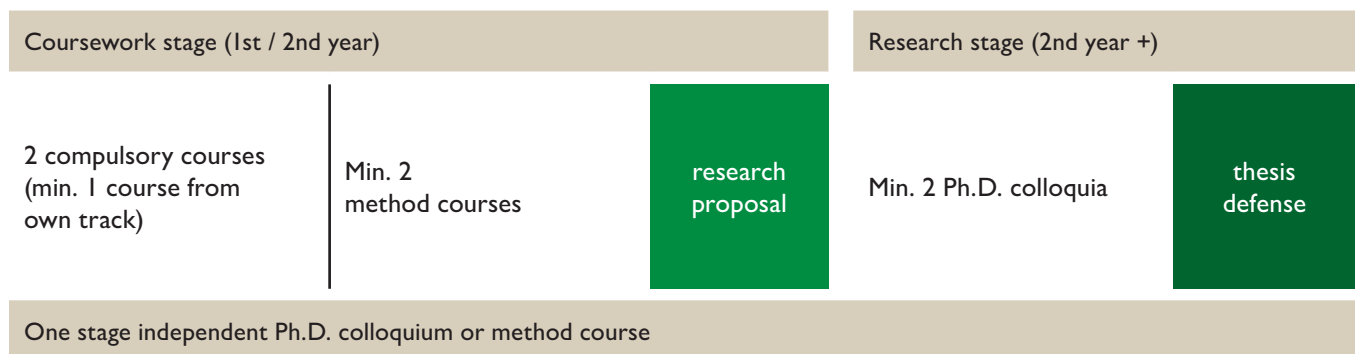 Coursework stage (1st / 2nd year)
Research stage (2nd year +)
2 compulsory courses
(min. 1 course from
own track)
Min. 2
method courses
research
proposal
Min. 2 Ph.D. colloquia
thesis
defense
One stage independent Ph.D. colloquium or method course